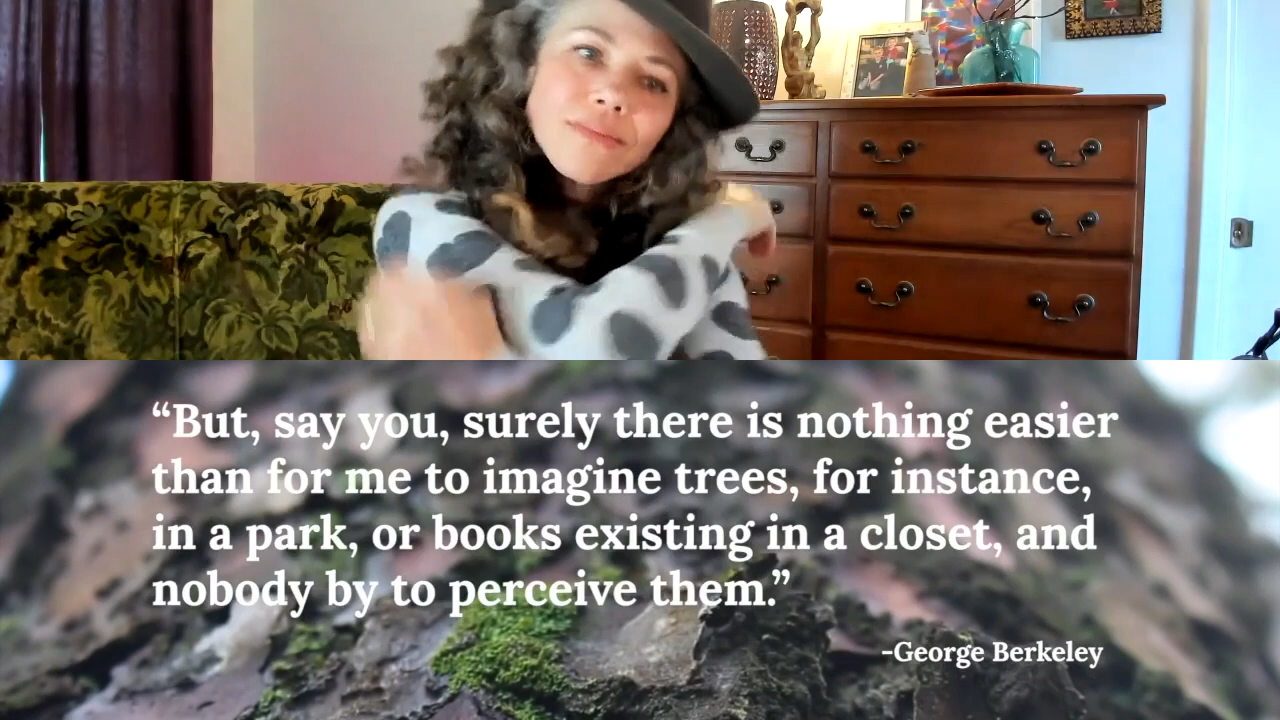 “But, say you, surely there is nothing easier
than for me to imagine trees, for instance,
in a park, or books existing in a closet, and
nobody by to perceive them.”
-George Berkeley